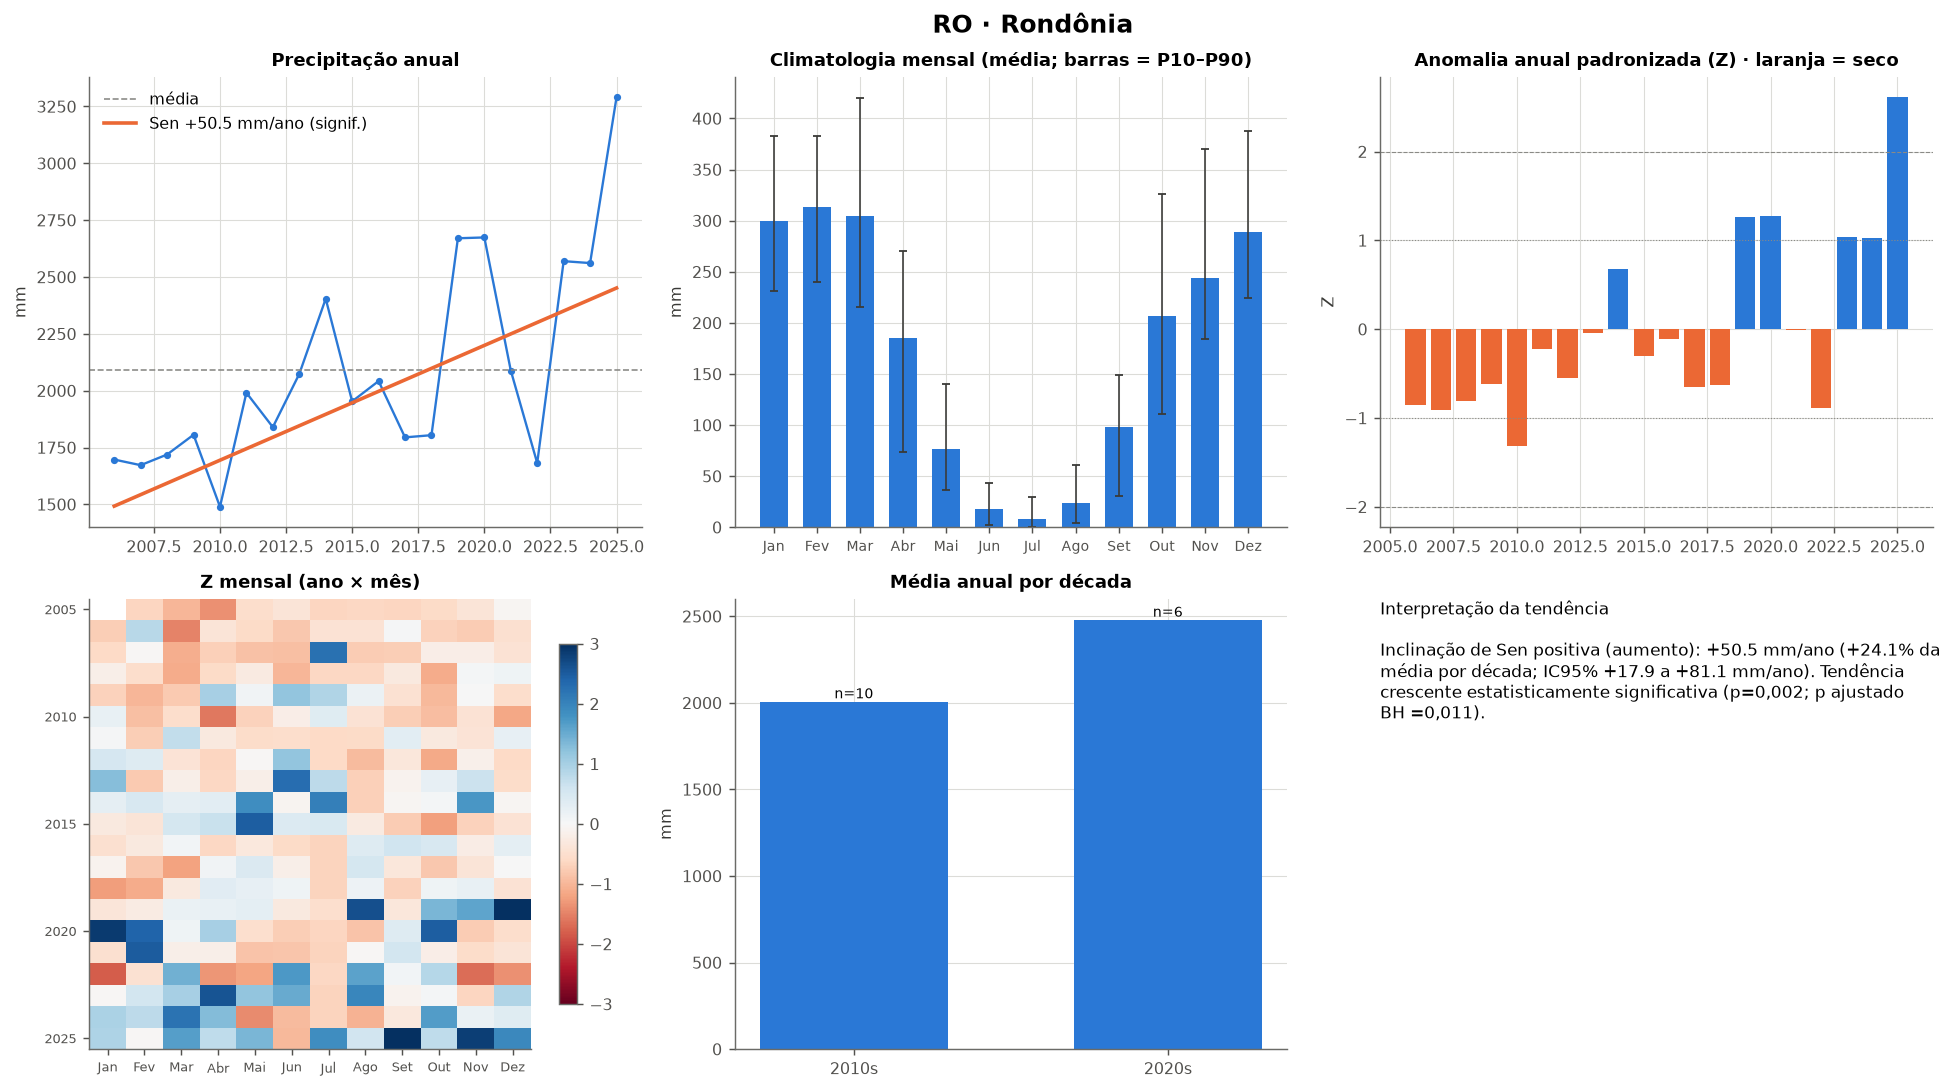 RO · Rondônia
Precipitação anual
média
Sen +50.5 mm/ano (signif.)
mm
3250
3000
2750
2500
2250
2000
1750
1500
2007.5 2010.0 2012.5 2015.0 2017.5 2020.0 2022.5 2025.0
Climatologia mensal (média; barras = P10–P90)
mm
400
350
300
250
200
150
100
50
0
Jan Fev Mar Abr Mai Jun Jul Ago Set Out Nov Dez
Anomalia anual padronizada (Z) · laranja = seco
Z
2
1
0
−1
−2
2005.0 2007.5 2010.0 2012.5 2015.0 2017.5 2020.0 2022.5 2025.0
Z mensal (ano × mês)
2005
2010
2015
2020
2025
Jan Fev Mar Abr Mai Jun Jul Ago Set Out Nov Dez
3
2
1
0
−1
−2
−3
Média anual por década
mm
2500
2000
1500
1000
500
0
n=10
n=6
2010s 2020s
Interpretação da tendência
Inclinação de Sen positiva (aumento): +50.5 mm/ano (+24.1% da
média por década; IC95% +17.9 a +81.1 mm/ano). Tendência
crescente estatisticamente significativa (p=0,002; p ajustado
BH =0,011).